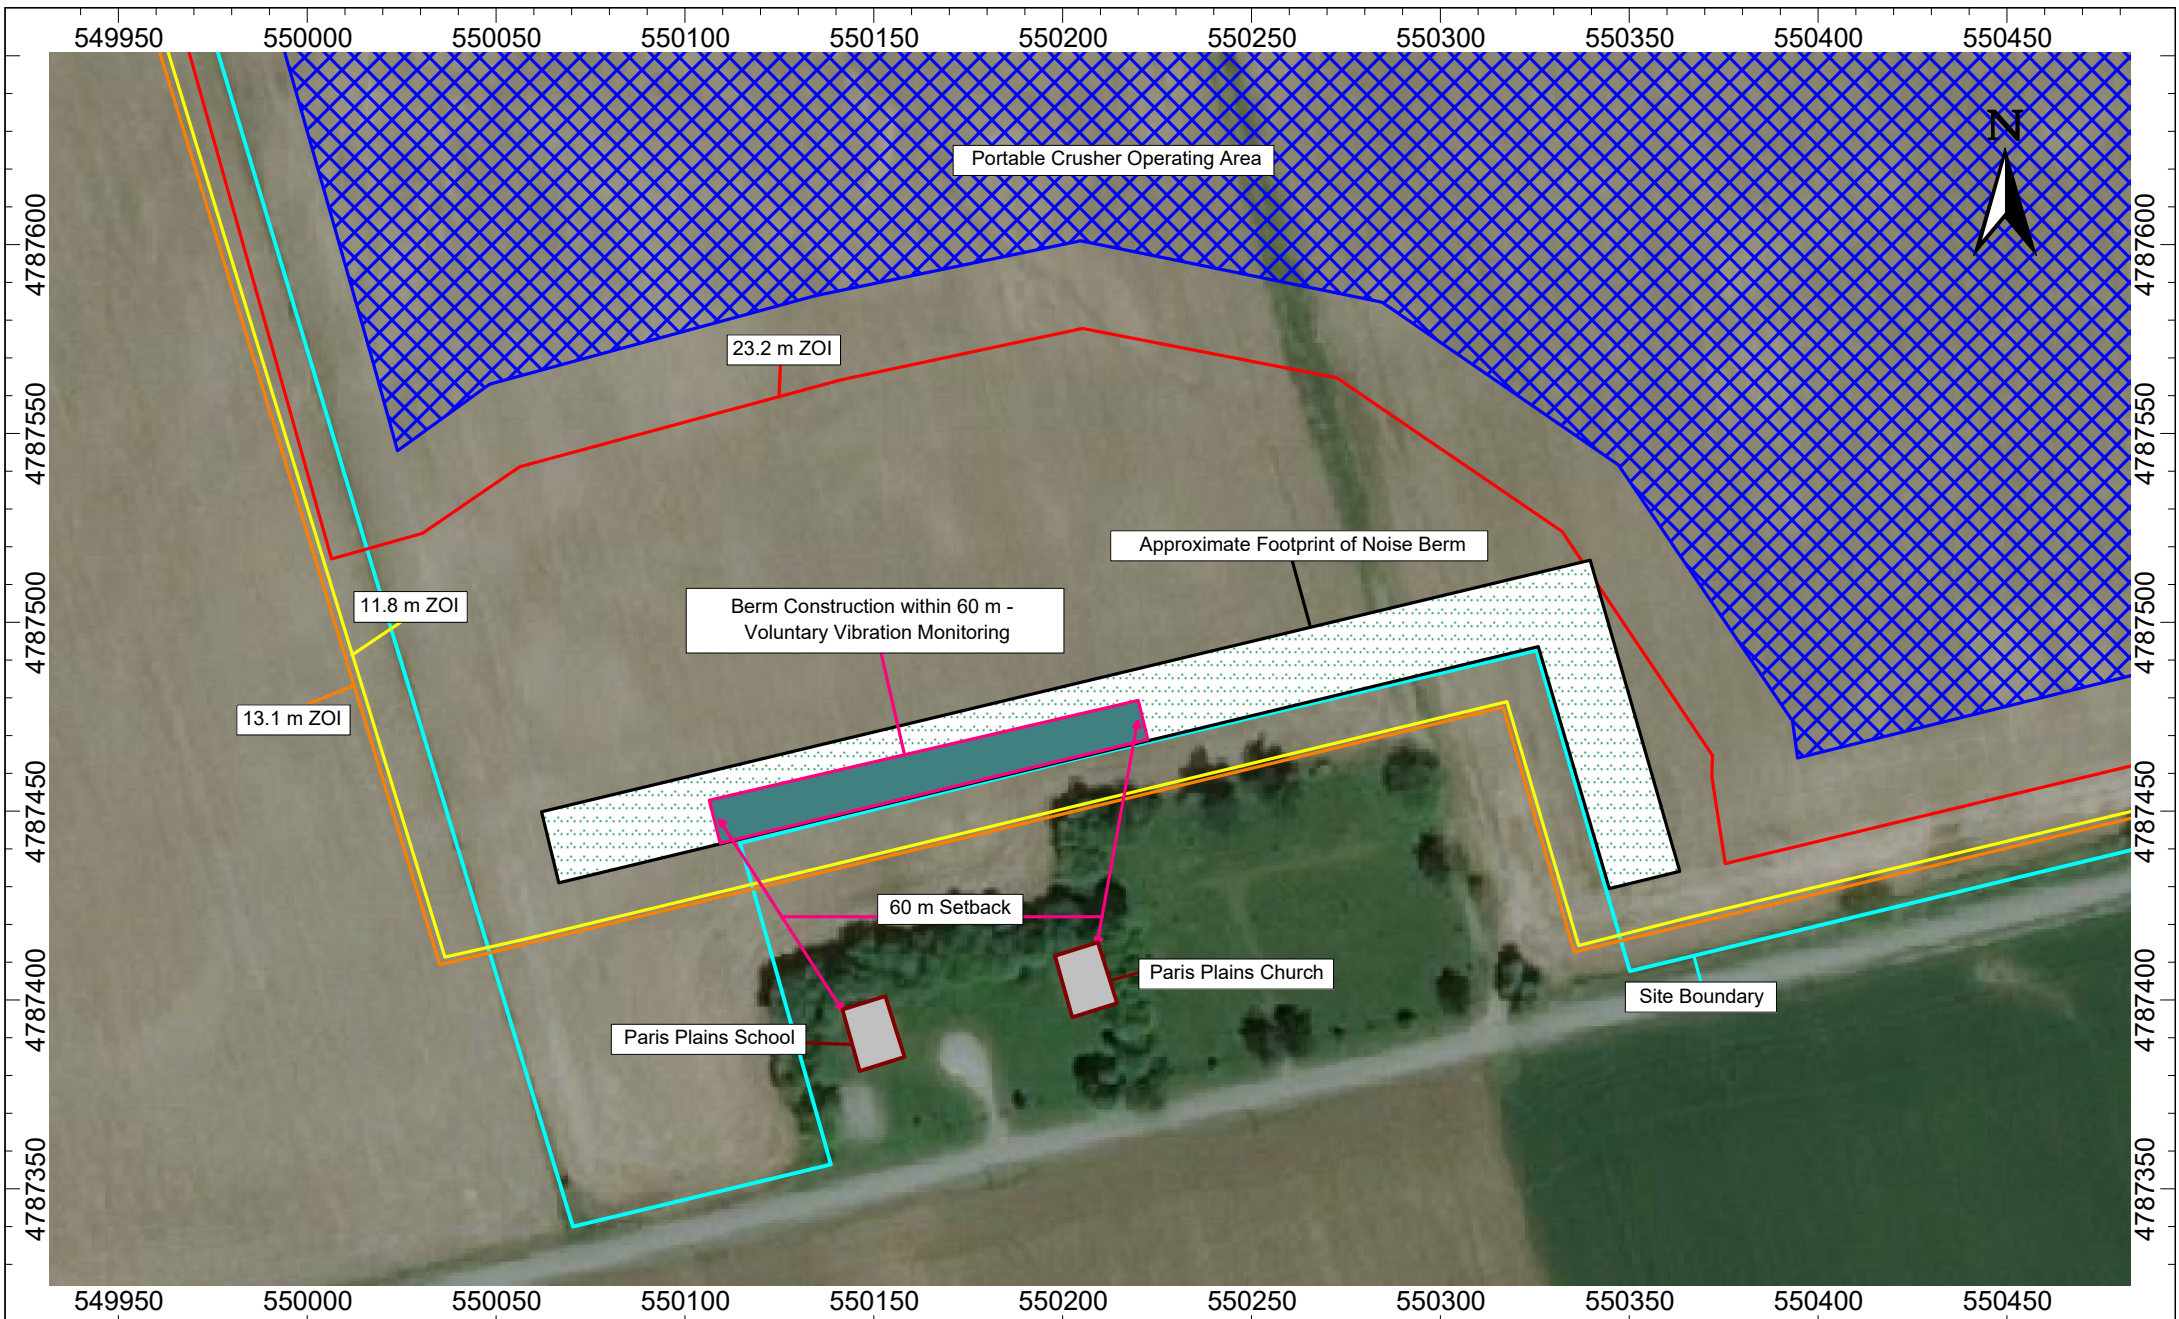 549950 550000 550050 550100 550150 550200 550250 550300 550350 550400 550450
N
Portable Crusher Operating Area
4787600
4787600
23.2 m ZOI
4787550
4787550
Approximate Footprint of Noise Berm
11.8 m ZOI
Berm Construction within 60 m -
Voluntary Vibration Monitoring
4787500
4787500
13.1 m ZOI
4787450
4787450
60 m Setback
Paris Plains Church
4787400
4787400
Site Boundary
Paris Plains School
4787350
4787350
549950 550000 550050 550100 550150 550200 550250 550300 550350 550400 550450